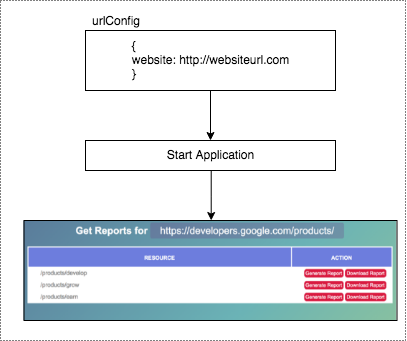 urlConfig
{
website: http://websiteurl.com
}
Start Application
Get Reports for https://developers.google.com/products/
RESOURCE ACTION
/products/develop Generate Report Download Report
/products/grow Generate Report Download Report
/products/earn Generate Report Download Report